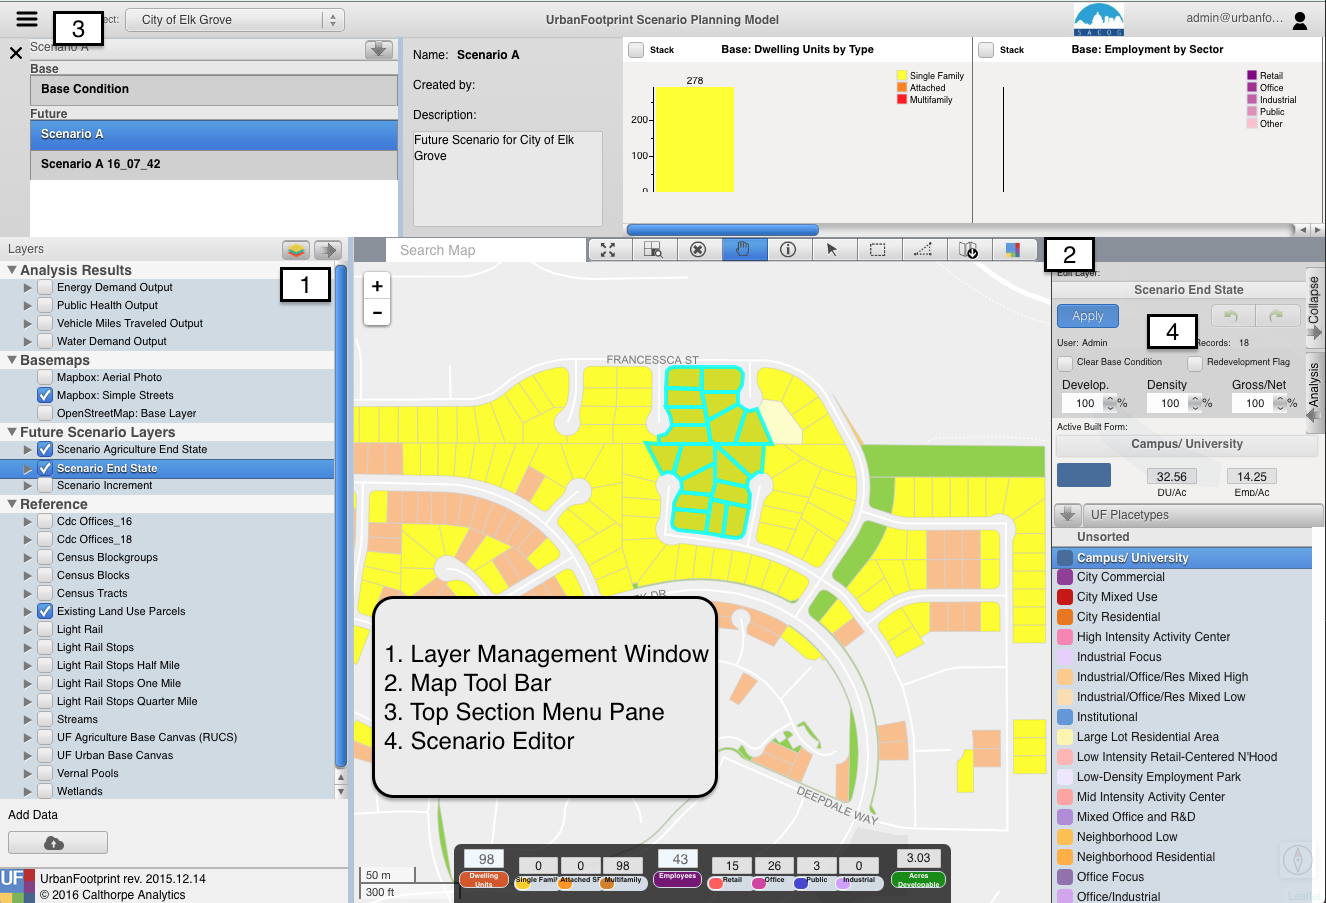 3
ect:
City of Elk Grove
UrbanFootprint Scenario Planning Model
SACOG
admin@urbanfo...
Scenario A
Base
Base Condition
Future
Scenario A
Scenario A 16_07_42
Name: Scenario A
Created by:
Description:
Future Scenario for City of Elk
Grove
Stack
Base: Dwelling Units by Type
278
200
100
0
Single Family
Attached
Multifamily
Stack
Base: Employment by Sector
Retail
Office
Industrial
Public
Other
Layers
1
Analysis Results
Energy Demand Output
Public Health Output
Vehicle Miles Traveled Output
Water Demand Output
Basemaps
Mapbox: Aerial Photo
Mapbox: Simple Streets
OpenStreetMap: Base Layer
Future Scenario Layers
Scenario Agriculture End State
Scenario End State
Scenario Increment
Reference
Cdc Offices_16
Cdc Offices_18
Census Blockgroups
Census Blocks
Census Tracts
Existing Land Use Parcels
Light Rail
Light Rail Stops
Light Rail Stops Half Mile
Light Rail Stops One Mile
Light Rail Stops Quarter Mile
Streams
UF Agriculture Base Canvas (RUCS)
UF Urban Base Canvas
Vernal Pools
Wetlands
Add Data
UF
UrbanFootprint rev. 2015.12.14
© 2016 Calthorpe Analytics
Search Map
2
+
-
FRANCESSCA ST
DR
DEEPDALE WAY
1. Layer Management Window
2. Map Tool Bar
3. Top Section Menu Pane
4. Scenario Editor
50 m
300 ft
98
Dwelling
Units
0
Single Famil
0
Attached SF
98
Multifamily
43
Employees
15
Retail
26
Office
3
Public
0
Industrial
3.03
Acres
Developable
Edit Layer:
Scenario End State
Apply
4
User: Admin
Records: 18
Clear Base Condition
Redevelopment Flag
Develop.
Density
Gross/Net
100 %
100 %
100 %
Active Built Form:
Campus/ University
32.56
DU/Ac
14.25
Emp/Ac
Collapse
Analysis
UF Placetypes
Unsorted
Campus/ University
City Commercial
City Mixed Use
City Residential
High Intensity Activity Center
Industrial Focus
Industrial/Office/Res Mixed High
Industrial/Office/Res Mixed Low
Institutional
Large Lot Residential Area
Low Intensity Retail-Centered N'Hood
Low-Density Employment Park
Mid Intensity Activity Center
Mixed Office and R&D
Neighborhood Low
Neighborhood Residential
Office Focus
Office/Industrial
Leaflet